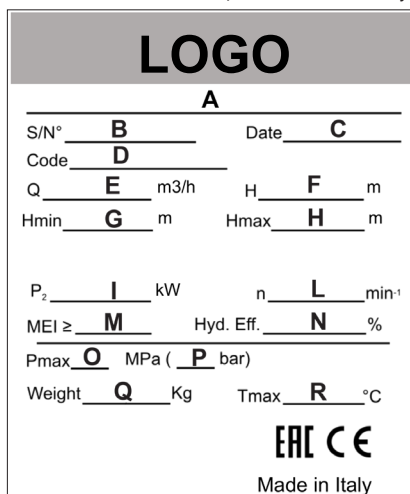 LOGO
A
S/N° B Date C
Code D
Q E m3/h H F m
Hmin G m Hmax H m
P₂ I kW n L min-¹
MEI ≥ M Hyd. Eff. N %
Pmax O MPa ( P bar)
Weight Q Kg Tmax R °C
EAC CE
Made in Italy